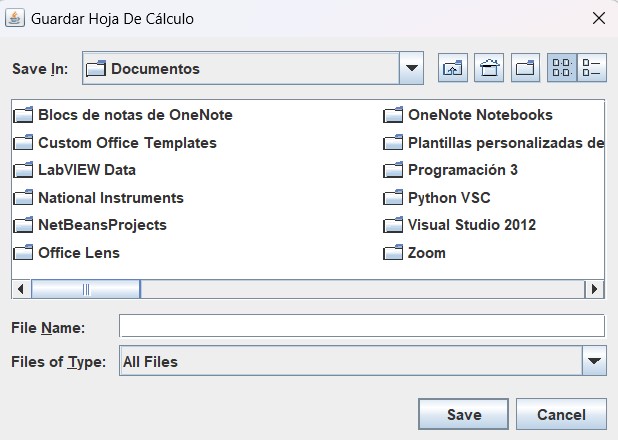 Guardar Hoja De Cálculo
Save In: Documentos
Blocs de notas de OneNote
Custom Office Templates
LabVIEW Data
National Instruments
NetBeansProjects
Office Lens
OneNote Notebooks
Plantillas personalizadas de
Programación 3
Python VSC
Visual Studio 2012
Zoom
File Name:
Files of Type: All Files
Save Cancel